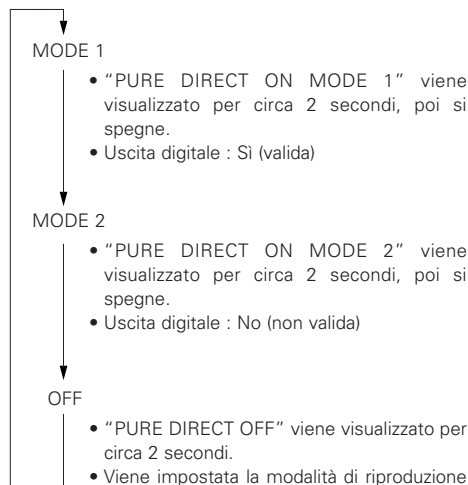 MODE 1
• “PURE DIRECT ON MODE 1” viene
visualizzato per circa 2 secondi, poi si
spegne.
• Uscita digitale : Sì (valida)
MODE 2
• “PURE DIRECT ON MODE 2” viene
visualizzato per circa 2 secondi, poi si
spegne.
• Uscita digitale : No (non valida)
OFF
• “PURE DIRECT OFF” viene visualizzato per
circa 2 secondi.
• Viene impostata la modalità di riproduzione